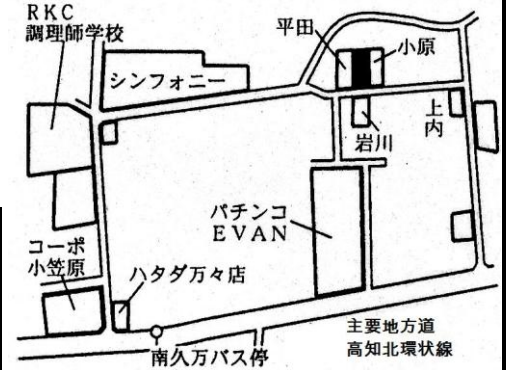 RKC
調理師学校
シンフォニー
平田
小原
岩川
上内
パチンコ
EVAN
コーポ
小笠原
ハタダ万々店
南久万バス停
主要地方道
高知北環状線